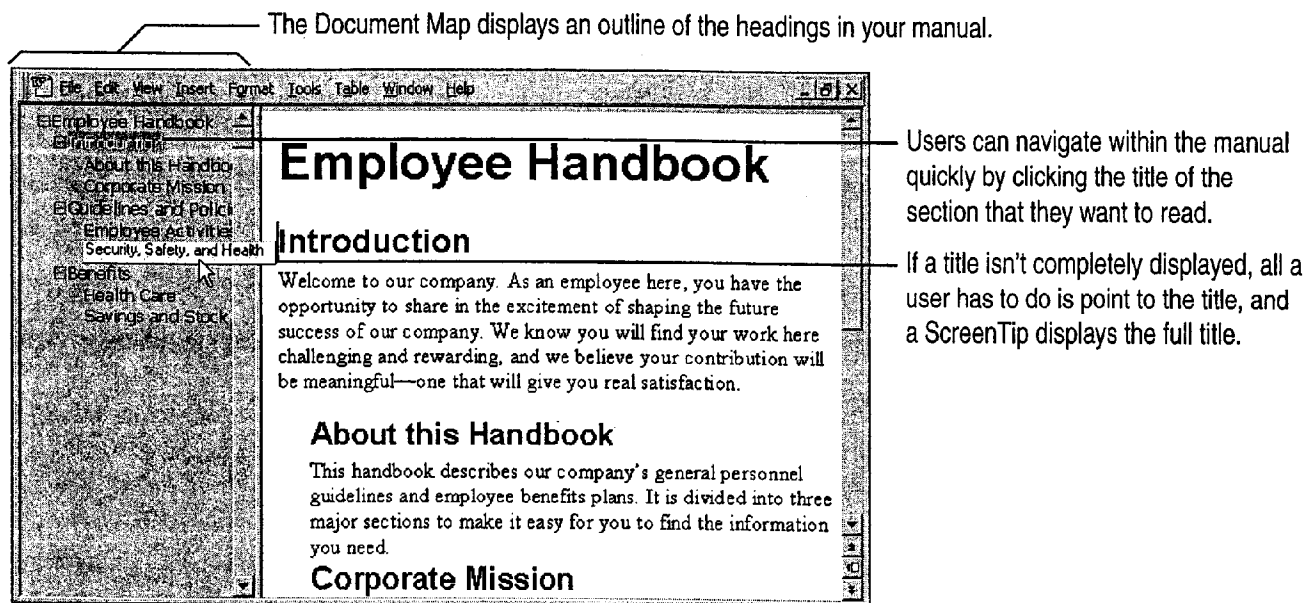 The Document Map displays an outline of the headings in your manual.
File Edit View Insert Format Tools Table Window Help
Employee Handbook
Introduction
About this Handboo
Corporate Mission
Guidelines and Polici
Employee Activitie
Security, Safety, and Health
Benefits
Health Care
Savings and Stock
Employee Handbook
Introduction
Welcome to our company. As an employee here, you have the
opportunity to share in the excitement of shaping the future
success of our company. We know you will find your work here
challenging and rewarding, and we believe your contribution will
be meaningful—one that will give you real satisfaction.
About this Handbook
This handbook describes our company's general personnel
guidelines and employee benefits plans. It is divided into three
major sections to make it easy for you to find the information
you need.
Corporate Mission
Users can navigate within the manual
quickly by clicking the title of the
section that they want to read.
If a title isn't completely displayed, all a
user has to do is point to the title, and
a ScreenTip displays the full title.